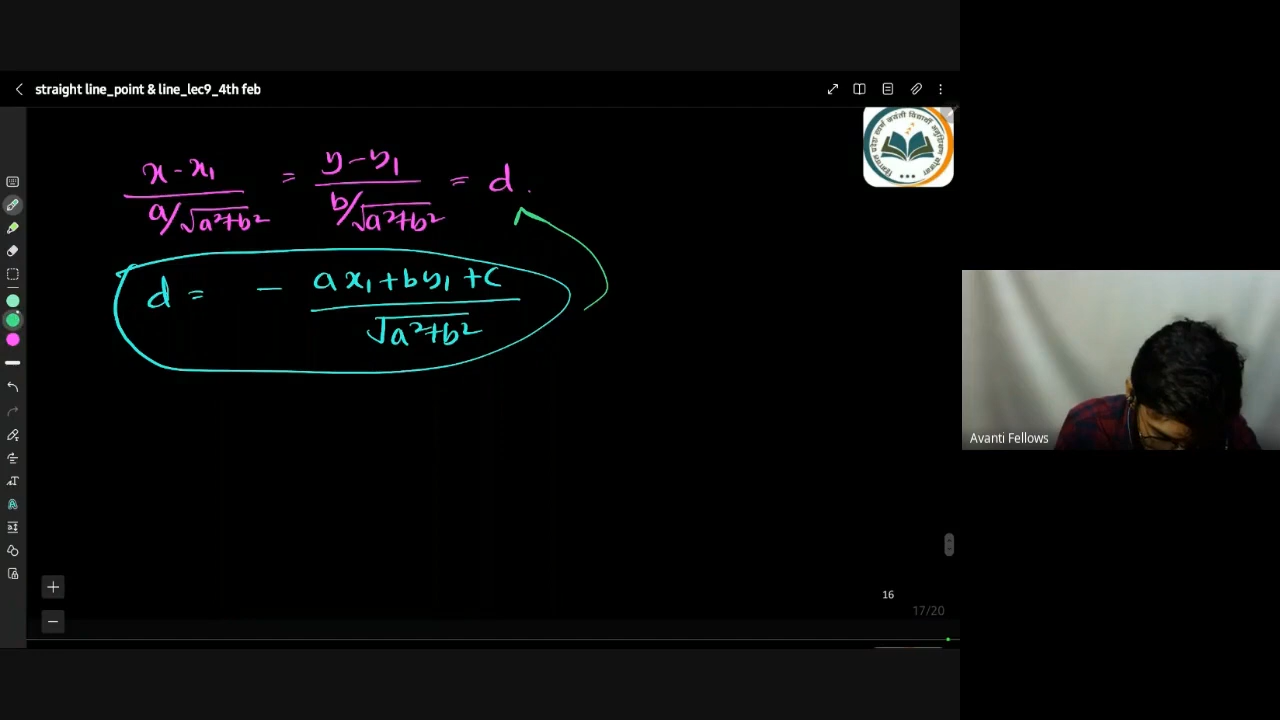 straight line_point & line_lec9_4th feb
x - x₁ / a/√a²+b² = y - y₁ / b/√a²+b² = d.
d = - ax₁ + by₁ + c / √a²+b²
Avanti Fellows
16
17/20